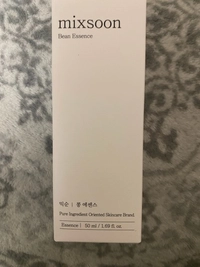 mixsoon
Bean Essence
믹순 | 콩 에센스
Pure Ingredient Oriented Skincare Brand
Essence | 50 ml / 1.69 fl. oz